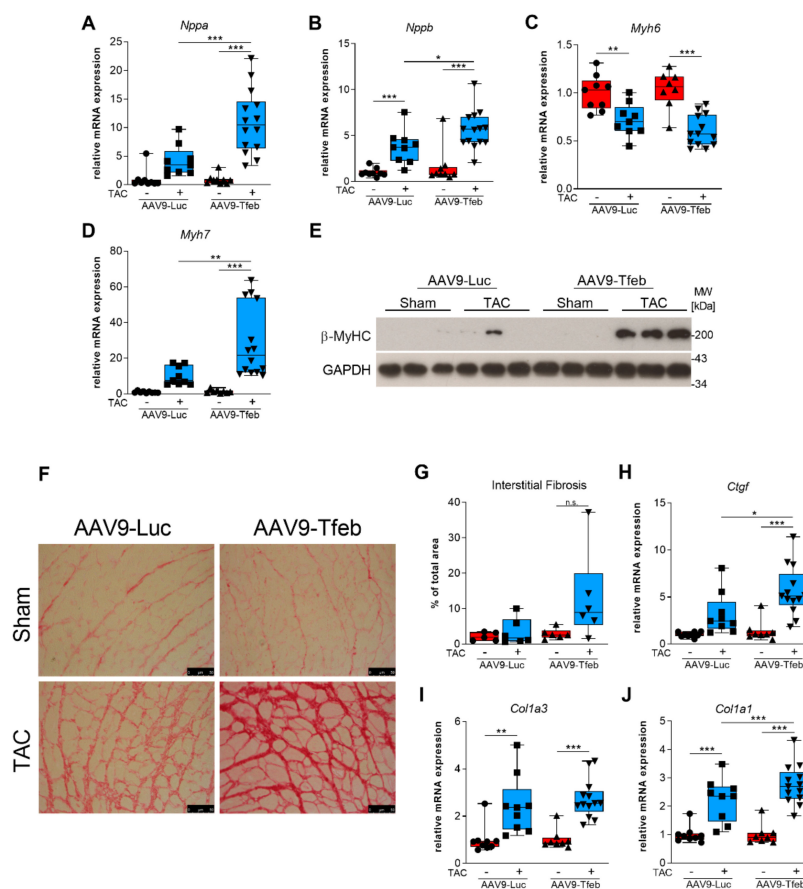 A
Nppa
relative mRNA expression
25
20
15
10
5
0
***
***
TAC
- + - +
AAV9-Luc AAV9-Tfeb
B
Nppb
relative mRNA expression
15
10
5
0
***
*
***
TAC
- + - +
AAV9-Luc AAV9-Tfeb
C
Myh6
relative mRNA expression
1.5
1.0
0.5
0.0
** ***
TAC
- + - +
AAV9-Luc AAV9-Tfeb
D
Myh7
relative mRNA expression
80
60
40
20
0
**
***
TAC
- + - +
AAV9-Luc AAV9-Tfeb
E
AAV9-Luc AAV9-Tfeb
Sham TAC Sham TAC
MW
[kDa]
β-MyHC
-200
GAPDH
-43
-34
F
AAV9-Luc AAV9-Tfeb
Sham
TAC
G
Interstitial Fibrosis
% of total area
40
30
20
10
0
n.s.
TAC
- + - +
AAV9-Luc AAV9-Tfeb
H
Ctgf
relative mRNA expression
15
10
5
0
*
***
TAC
- + - +
AAV9-Luc AAV9-Tfeb
I
Col1a3
relative mRNA expression
6
4
2
0
** ***
TAC
- + - +
AAV9-Luc AAV9-Tfeb
J
Col1a1
relative mRNA expression
5
4
3
2
1
0
***
***
***
TAC
- + - +
AAV9-Luc AAV9-Tfeb